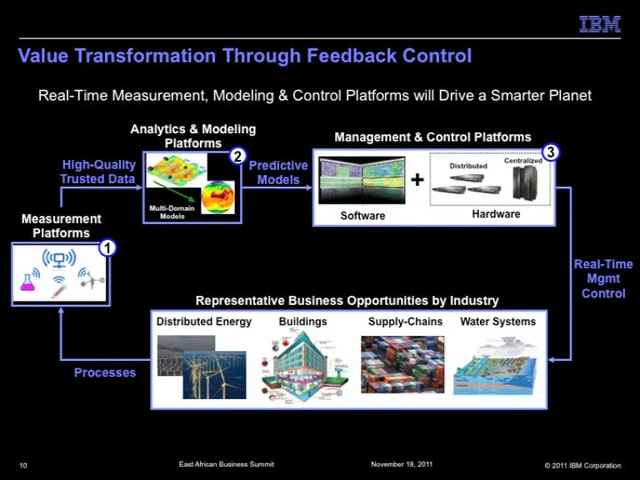 IBM
Value Transformation Through Feedback Control
Real-Time Measurement, Modeling & Control Platforms will Drive a Smarter Planet
Analytics & Modeling
Platforms
2
Management & Control Platforms
3
High-Quality
Trusted Data
Multi-Domain
Models
Predictive
Models
+
Software
Distributed
Centralized
Hardware
Measurement
Platforms
1
Real-Time
Mgmt
Control
Representative Business Opportunities by Industry
Distributed Energy
Buildings
Supply-Chains
Water Systems
Processes
10
East African Business Summit
November 18, 2011
© 2011 IBM Corporation